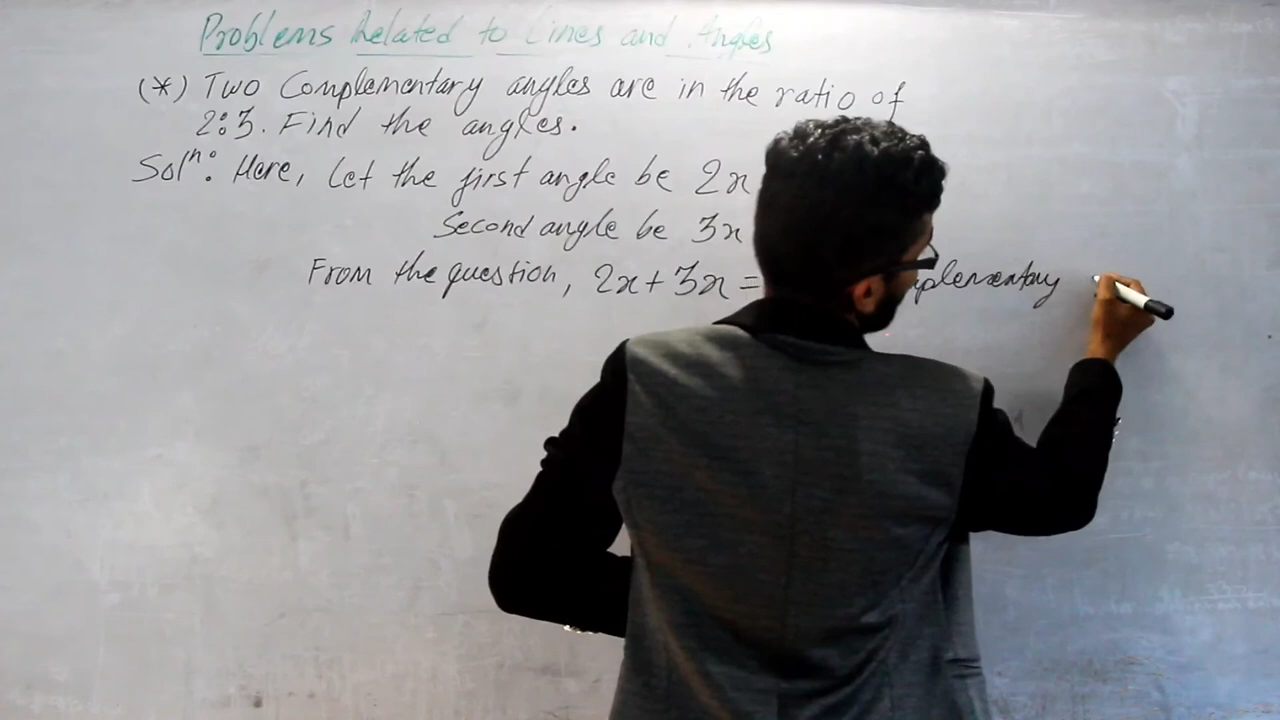 Problems Related to Lines and Angles
(*) Two Complementary angles are in the ratio of
2:3. Find the angles.
Solⁿ: Here, Let the first angle be 2x
Second angle be 3x
From the question, 2x + 3x =